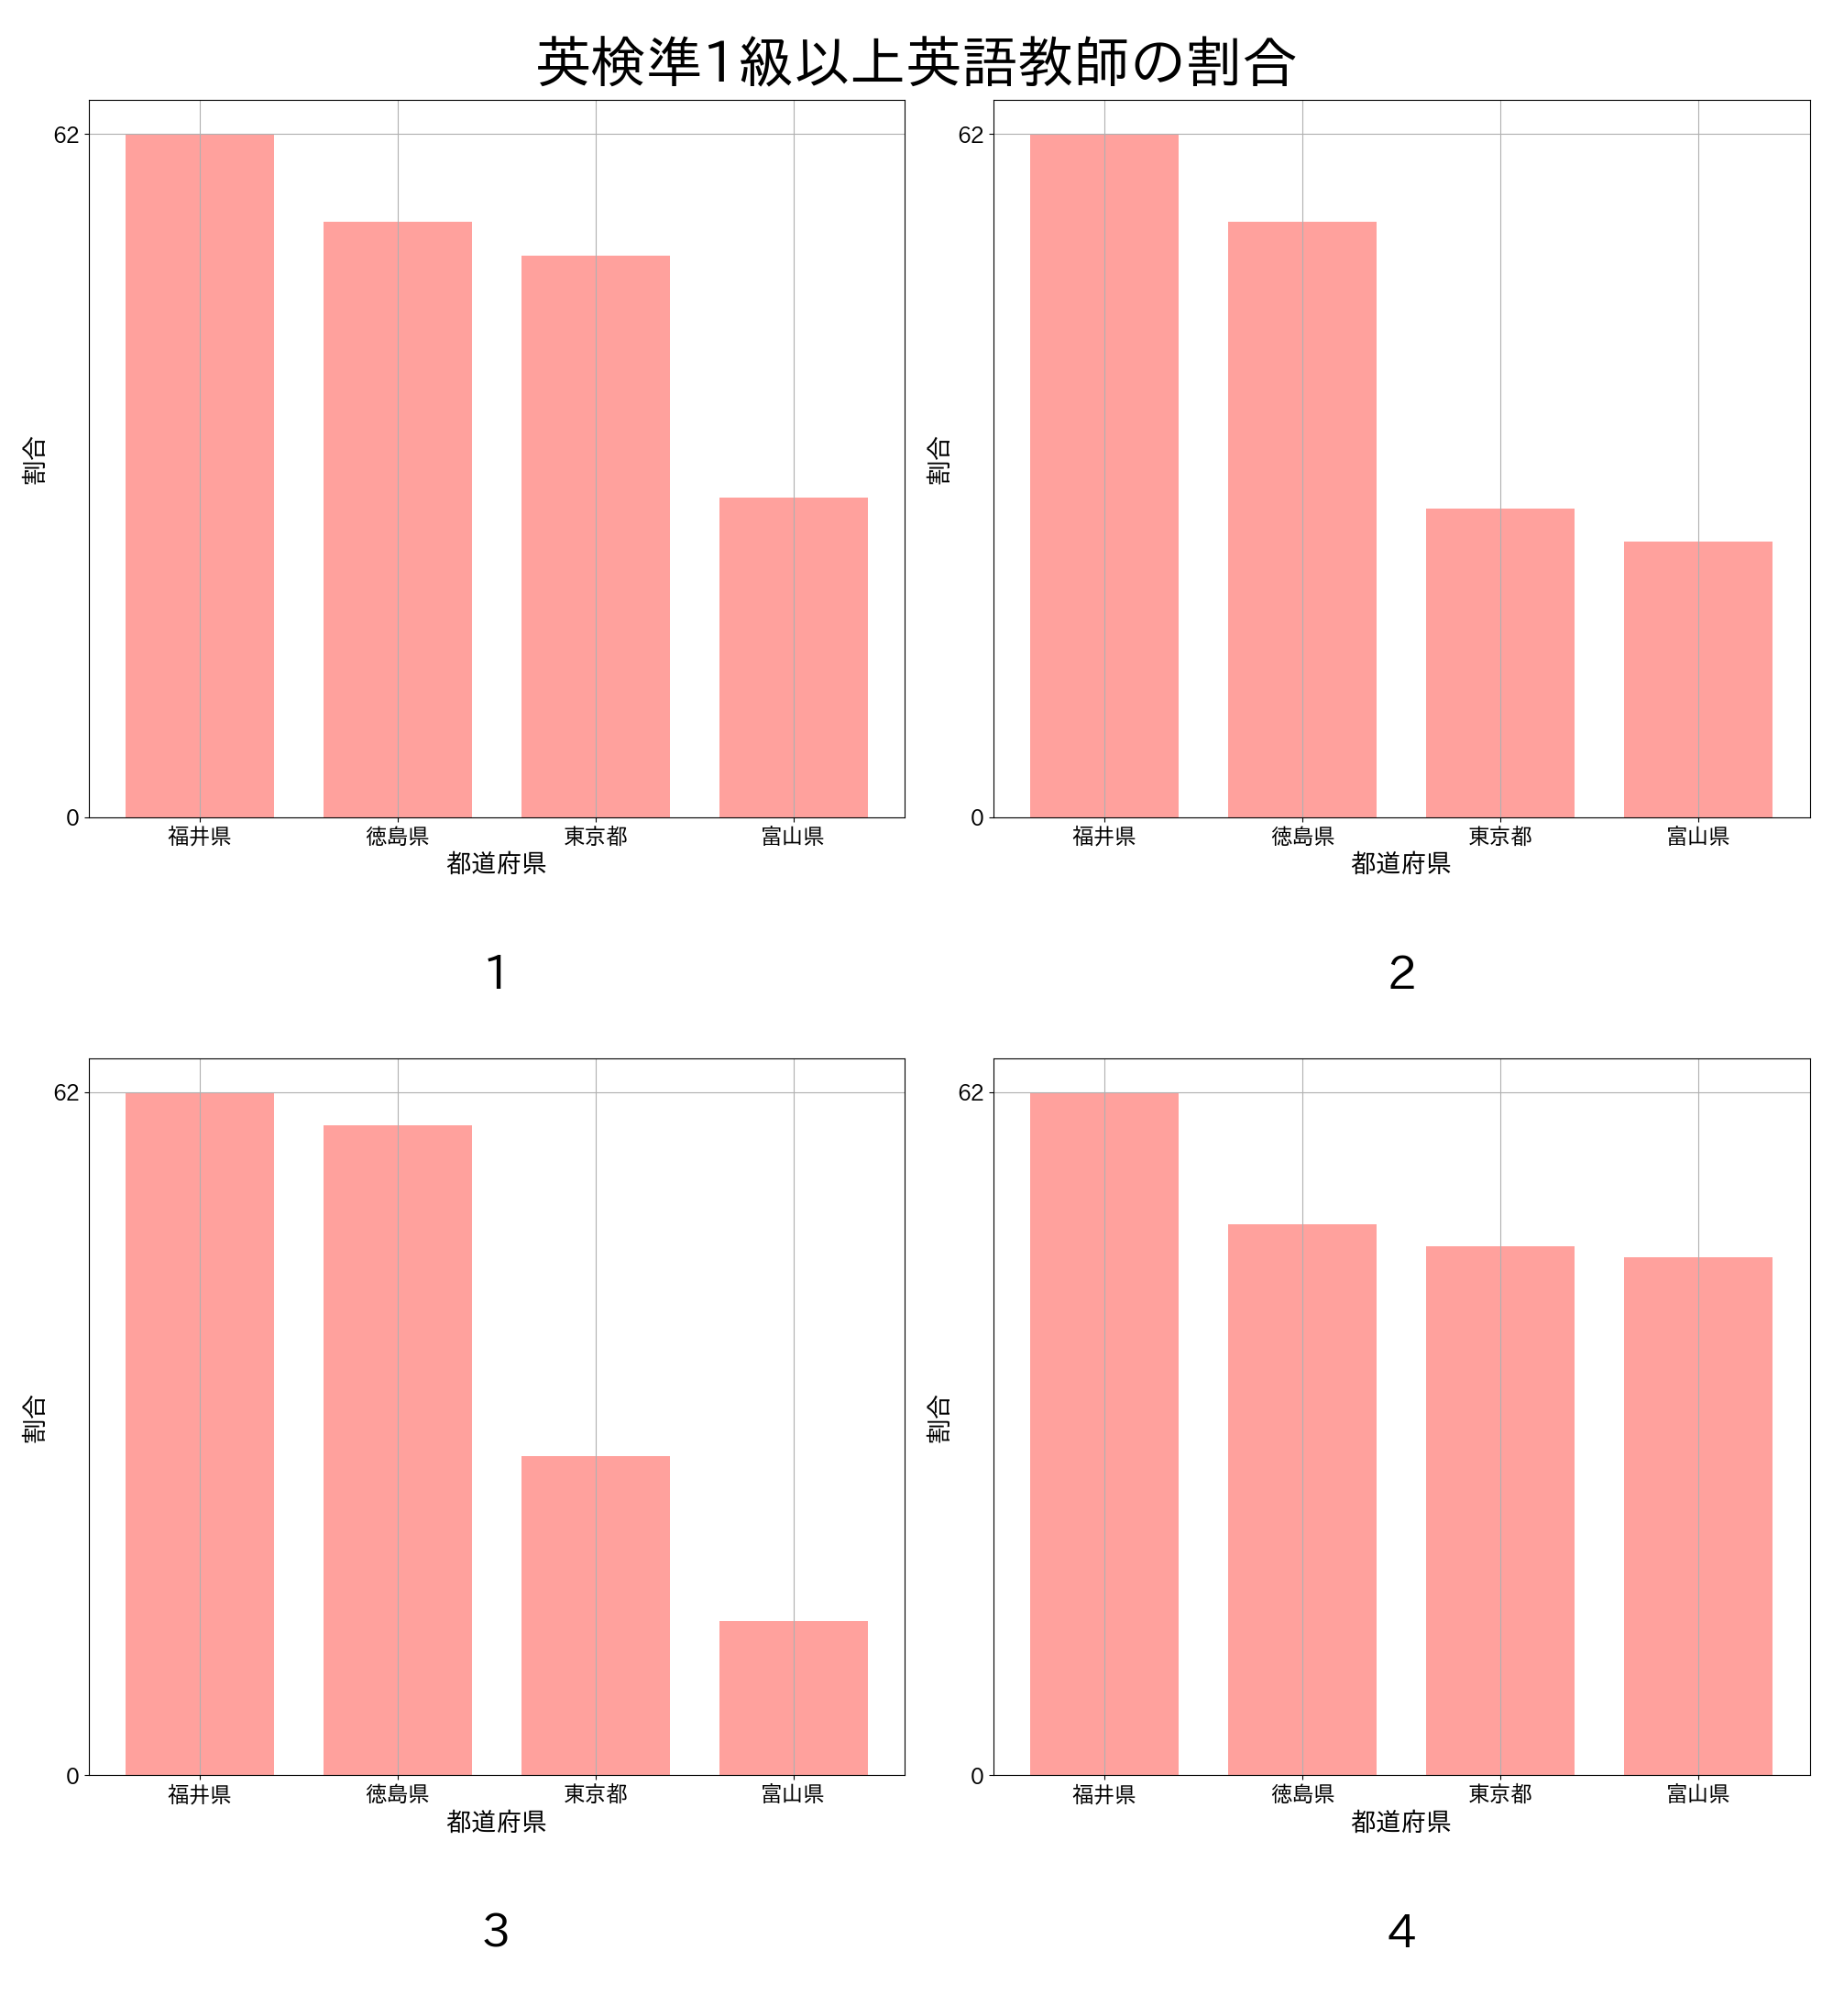 英検準1級以上英語教師の割合
62
0
割合
福井県 徳島県 東京都 富山県
都道府県
1
62
0
割合
福井県 徳島県 東京都 富山県
都道府県
2
62
0
割合
福井県 徳島県 東京都 富山県
都道府県
3
62
0
割合
福井県 徳島県 東京都 富山県
都道府県
4